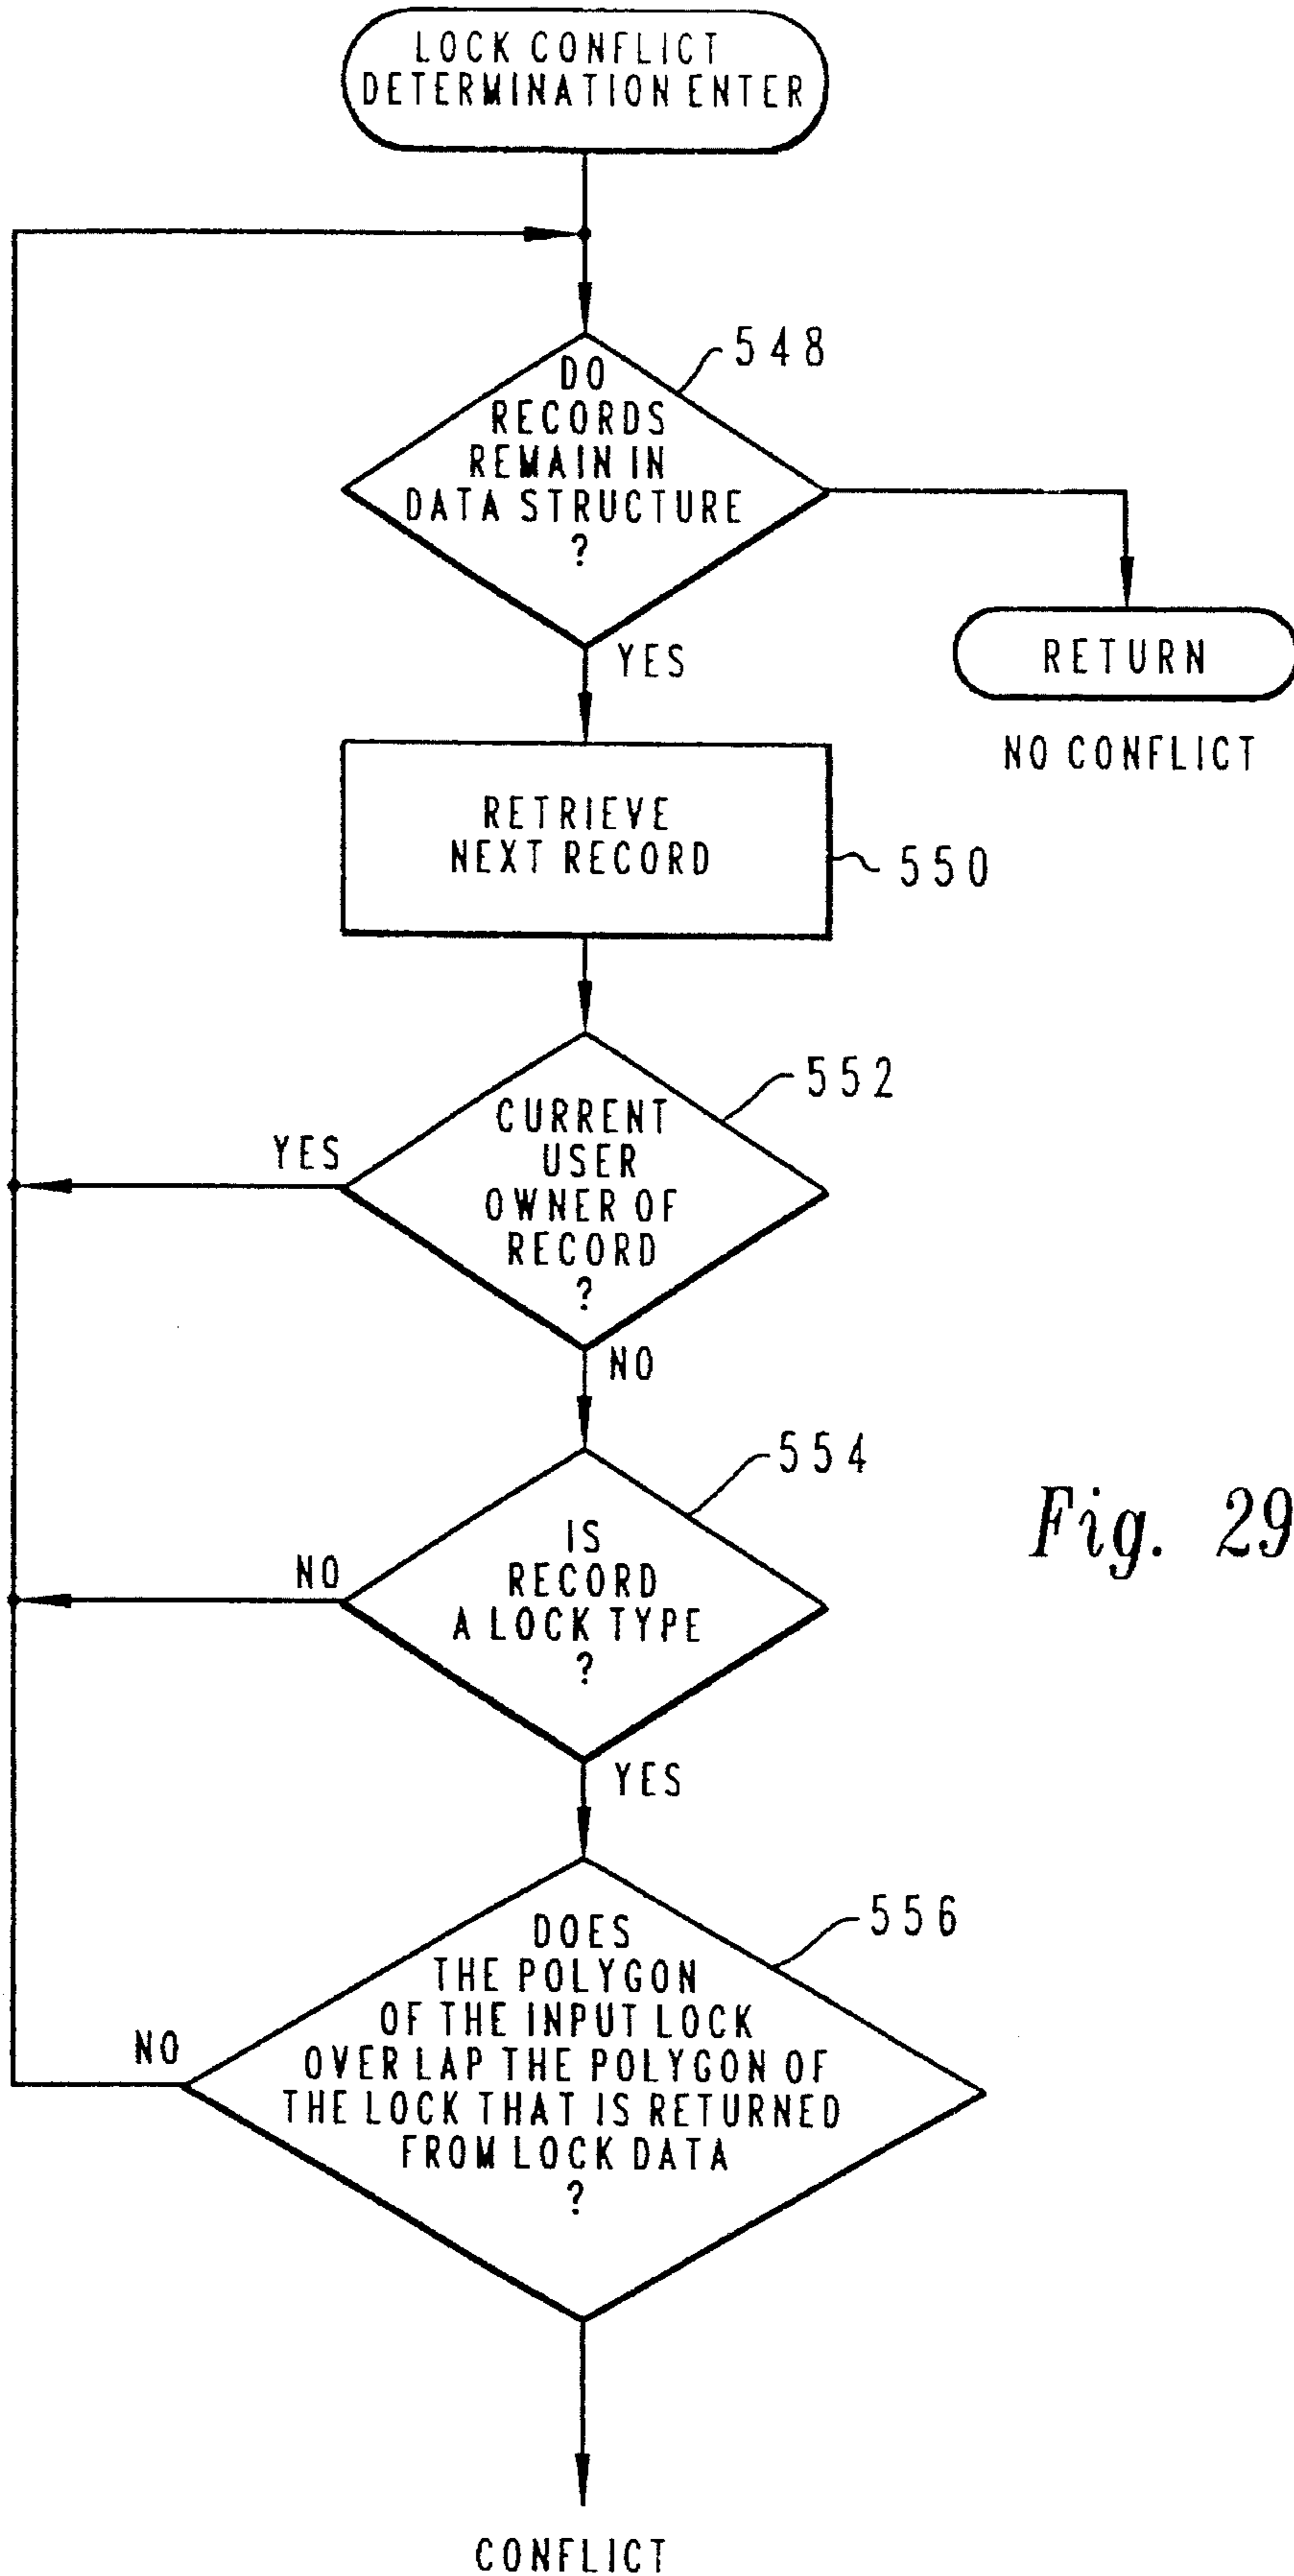 LOCK CONFLICT
DETERMINATION ENTER
548
DO
RECORDS
REMAIN IN
DATA STRUCTURE
?
YES
RETURN
NO CONFLICT
RETRIEVE
NEXT RECORD
550
552
CURRENT
USER
OWNER OF
RECORD
?
YES
NO
554
IS
RECORD
A LOCK TYPE
?
NO
YES
Fig. 29
556
DOES
THE POLYGON
OF THE INPUT LOCK
OVER LAP THE POLYGON OF
THE LOCK THAT IS RETURNED
FROM LOCK DATA
?
NO
CONFLICT